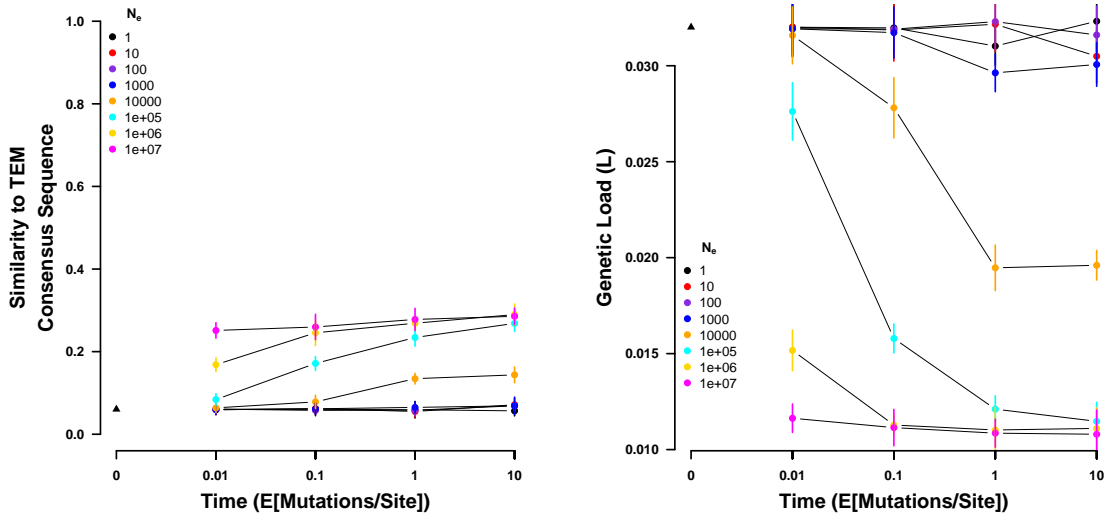 Similarity to TEM
Consensus Sequence
1.0
0.8
0.6
0.4
0.2
0.0
Nₑ
1
10
100
1000
10000
1e+05
1e+06
1e+07
0
0.01
0.1
1
10
Time (E[Mutations/Site])
Genetic Load (L)
0.030
0.025
0.020
0.015
0.010
Nₑ
1
10
100
1000
10000
1e+05
1e+06
1e+07
0
0.01
0.1
1
10
Time (E[Mutations/Site])